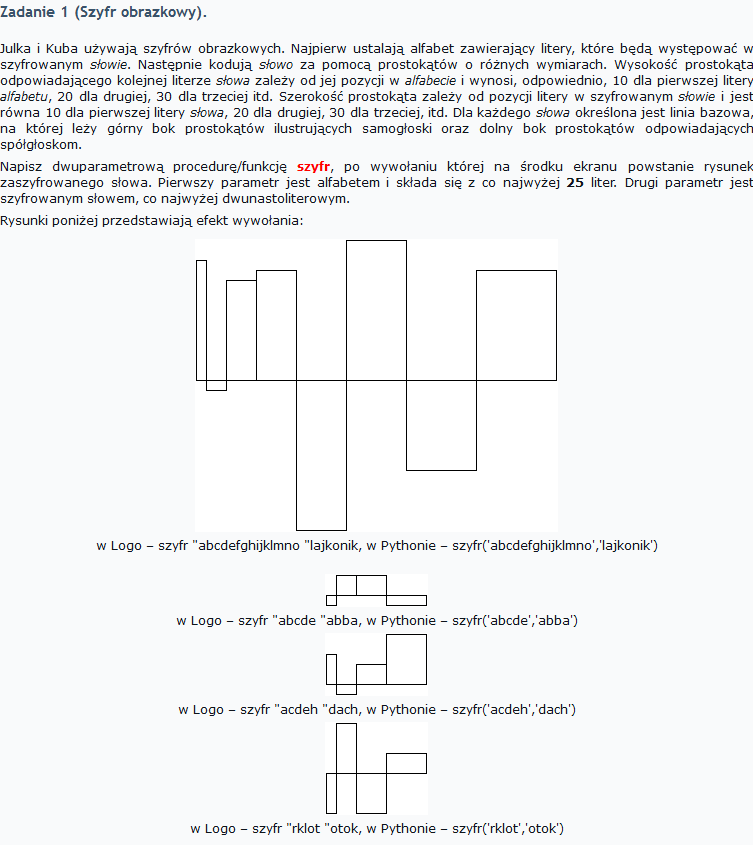 Zadanie 1 (Szyfr obrazkowy).
Julka i Kuba używają szyfrów obrazkowych. Najpierw ustalają alfabet zawierający litery, które będą występować w
szyfrowanym słowie. Następnie kodują słowo za pomocą prostokątów o różnych wymiarach. Wysokość prostokąta
odpowiadającego kolejnej literze słowa zależy od jej pozycji w alfabecie i wynosi, odpowiednio, 10 dla pierwszej litery
alfabetu, 20 dla drugiej, 30 dla trzeciej itd. Szerokość prostokąta zależy od pozycji litery w szyfrowanym słowie i jest
równa 10 dla pierwszej litery słowa, 20 dla drugiej, 30 dla trzeciej, itd. Dla każdego słowa określona jest linia bazowa,
na której leży górny bok prostokątów ilustrujących samogłoski oraz dolny bok prostokątów odpowiadających
spółgłoskom.
Napisz dwuparametrową procedurę/funkcję szyfr, po wywołaniu której na środku ekranu powstanie rysunek
zaszyfrowanego słowa. Pierwszy parametr jest alfabetem i składa się z co najwyżej 25 liter. Drugi parametr jest
szyfrowanym słowem, co najwyżej dwunastoliterowym.
Rysunki poniżej przedstawiają efekt wywołania:
w Logo – szyfr "abcdefghijklmno "lajkonik, w Pythonie – szyfr('abcdefghijklmno','lajkonik')
w Logo – szyfr "abcde "abba, w Pythonie – szyfr('abcde','abba')
w Logo – szyfr "acdeh "dach, w Pythonie – szyfr('acdeh','dach')
w Logo – szyfr "rklot "otok, w Pythonie – szyfr('rklot','otok')